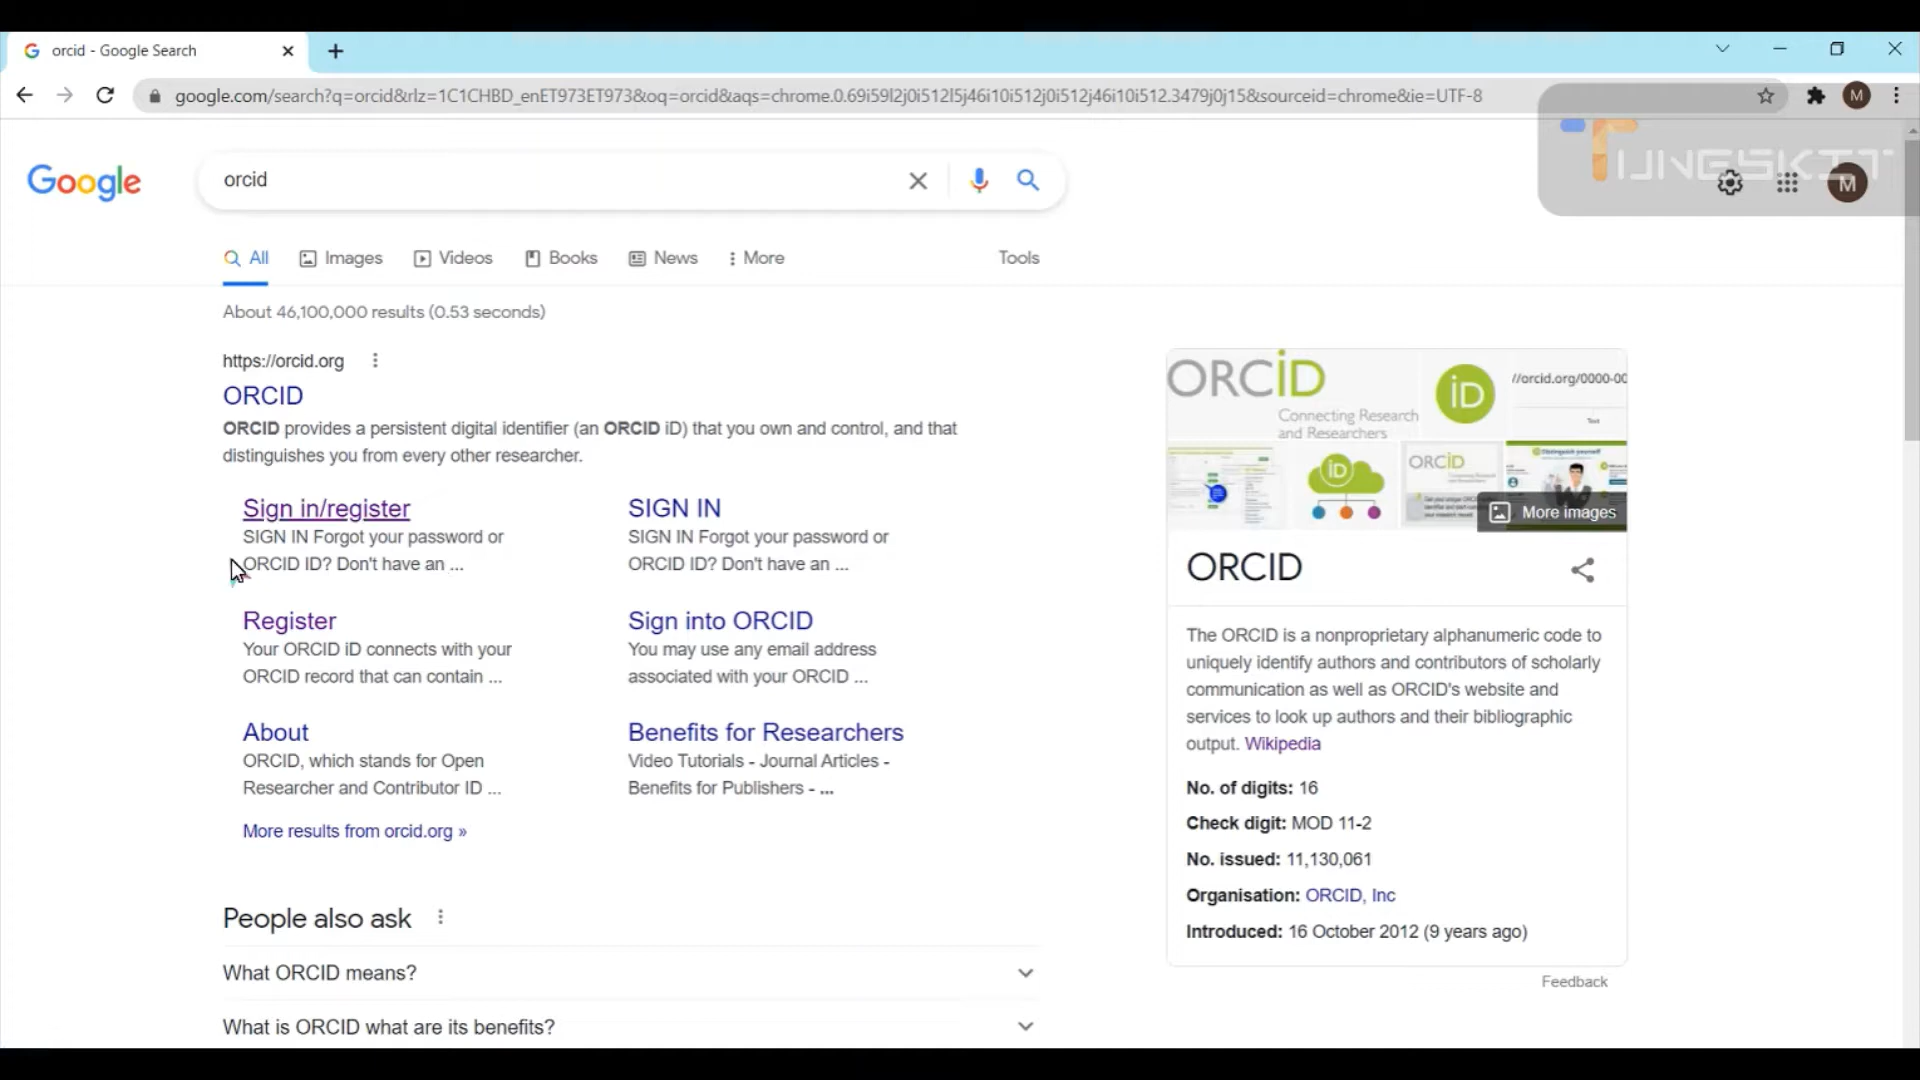 orcid - Google Search
google.com/search?q=orcid&rlz=1C1CHBD_enET973ET973&oq=orcid&aqs=chrome.0.69i59l2j0i512l5j46i10i512j0i512j46i10i512.3479j0j15&sourceid=chrome&ie=UTF-8
M
TUNESKIT
Google
orcid
M
All
Images
Videos
Books
News
More
Tools
About 46,100,000 results (0.53 seconds)
https://orcid.org
ORCID
ORCID provides a persistent digital identifier (an ORCID iD) that you own and control, and that
distinguishes you from every other researcher.
Sign in/register
SIGN IN Forgot your password or
ORCID ID? Don't have an ...
SIGN IN
SIGN IN Forgot your password or
ORCID ID? Don't have an ...
Register
Your ORCID iD connects with your
ORCID record that can contain ...
Sign into ORCID
You may use any email address
associated with your ORCID ...
About
ORCID, which stands for Open
Researcher and Contributor ID ...
Benefits for Researchers
Video Tutorials - Journal Articles -
Benefits for Publishers - ...
More results from orcid.org »
People also ask
What ORCID means?
What is ORCID what are its benefits?
ORCiD
Connecting Research
and Researchers
iD
//orcid.org/0000-00
Text
iD
ORCiD
Distinguish yourself
More images
ORCID
The ORCID is a nonproprietary alphanumeric code to
uniquely identify authors and contributors of scholarly
communication as well as ORCID's website and
services to look up authors and their bibliographic
output. Wikipedia
No. of digits: 16
Check digit: MOD 11-2
No. issued: 11,130,061
Organisation: ORCID, Inc
Introduced: 16 October 2012 (9 years ago)
Feedback